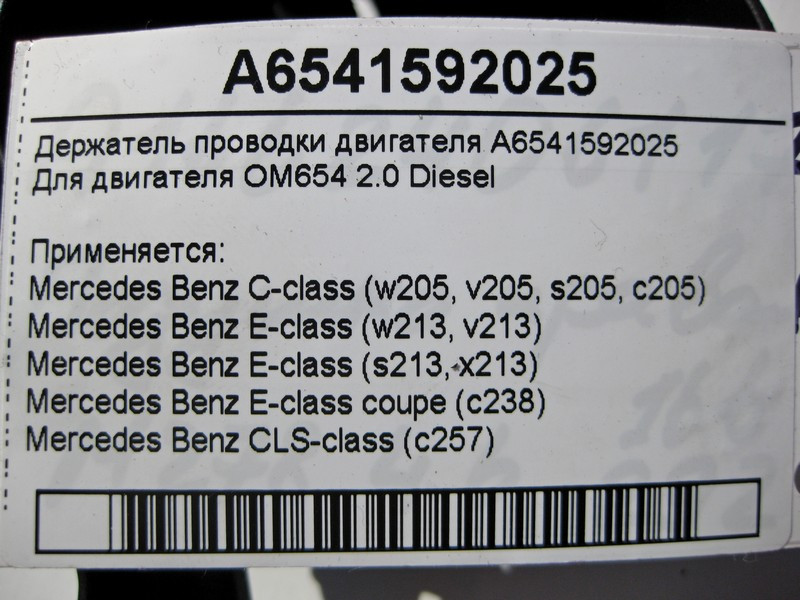 A6541592025
Держатель проводки двигателя A6541592025
Для двигателя OM654 2.0 Diesel
Применяется:
Mercedes Benz C-class (w205, v205, s205, c205)
Mercedes Benz E-class (w213, v213)
Mercedes Benz E-class (s213, x213)
Mercedes Benz E-class coupe (c238)
Mercedes Benz CLS-class (c257)